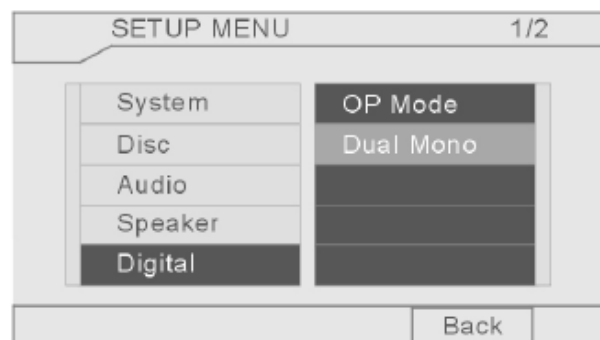 SETUP MENU 1/2
System OP Mode
Disc Dual Mono
Audio
Speaker
Digital
Back